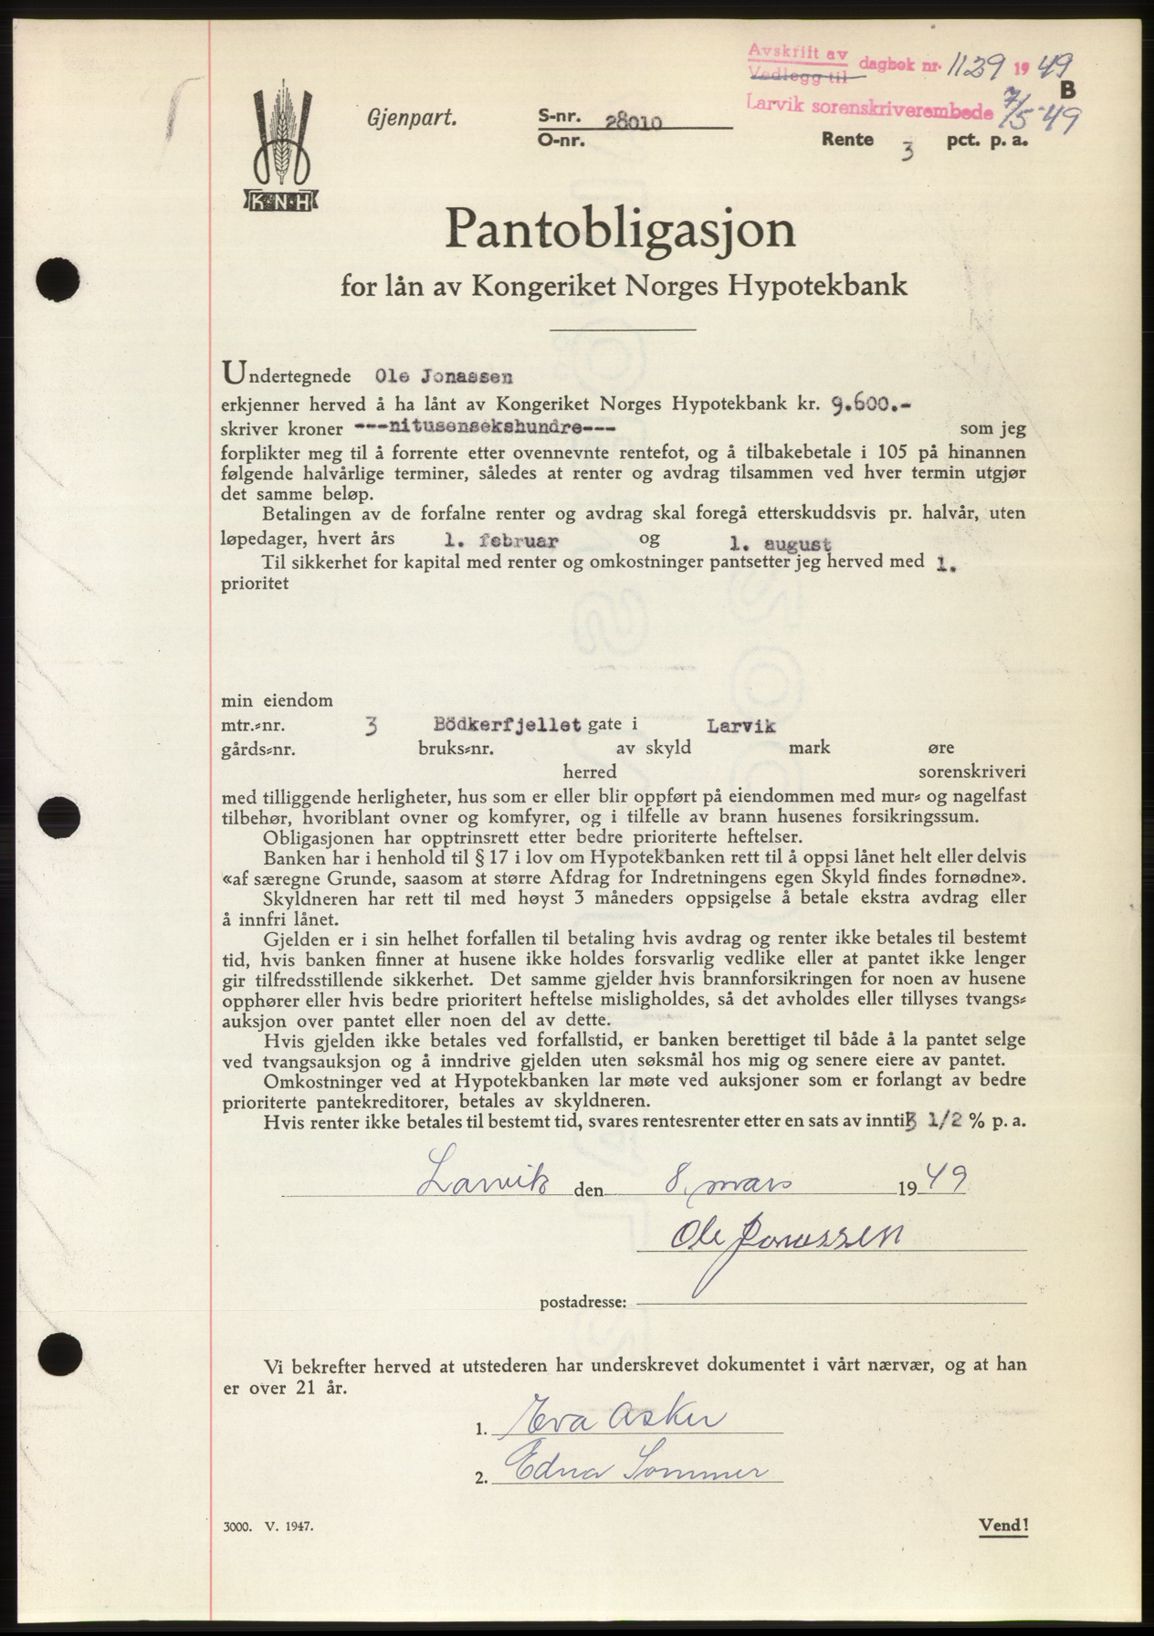 Avskrift av
Vedlegg til
dagbok nr. 1129 1949
Larvik sorenskriverembede 7/5-49
B
Gjenpart.
S-nr. 28010
O-nr.
Rente 3 pct. p. a.
K·N·H
Pantobligasjon
for lån av Kongeriket Norges Hypotekbank
Undertegnede Ole Jonassen
erkjenner herved å ha lånt av Kongeriket Norges Hypotekbank kr. 9.600.-
skriver kroner ---nitusensekshundre--- som jeg
forplikter meg til å forrente etter ovennevnte rentefot, og å tilbakebetale i 105 på hinannen
følgende halvårlige terminer, således at renter og avdrag tilsammen ved hver termin utgjør
det samme beløp.
Betalingen av de forfalne renter og avdrag skal foregå etterskuddsvis pr. halvår, uten
løpedager, hvert års 1. februar og 1. august
Til sikkerhet for kapital med renter og omkostninger pantsetter jeg herved med 1.
prioritet
min eiendom
mtr.-nr. 3 Bödkerfjellet gate i Larvik
gårds-nr. bruks-nr. av skyld mark øre
herred sorenskriveri
med tilliggende herligheter, hus som er eller blir oppført på eiendommen med mur- og nagelfast
tilbehør, hvoriblant ovner og komfyrer, og i tilfelle av brann husenes forsikringssum.
Obligasjonen har opptrinsrett etter bedre prioriterte heftelser.
Banken har i henhold til § 17 i lov om Hypotekbanken rett til å oppsi lånet helt eller delvis
«af særegne Grunde, saasom at større Afdrag for Indretningens egen Skyld findes fornødne».
Skyldneren har rett til med høyst 3 måneders oppsigelse å betale ekstra avdrag eller
å innfri lånet.
Gjelden er i sin helhet forfallen til betaling hvis avdrag og renter ikke betales til bestemt
tid, hvis banken finner at husene ikke holdes forsvarlig vedlike eller at pantet ikke lenger
gir tilfredsstillende sikkerhet. Det samme gjelder hvis brannforsikringen for noen av husene
opphører eller hvis bedre prioritert heftelse misligholdes, så det avholdes eller tillyses tvangs-
auksjon over pantet eller noen del av dette.
Hvis gjelden ikke betales ved forfallstid, er banken berettiget til både å la pantet selge
ved tvangsauksjon og å inndrive gjelden uten søksmål hos mig og senere eiere av pantet.
Omkostninger ved at Hypotekbanken lar møte ved auksjoner som er forlangt av bedre
prioriterte pantekreditorer, betales av skyldneren.
Hvis renter ikke betales til bestemt tid, svares rentesrenter etter en sats av inntil 3 1/2 % p. a.
Larvik den 8. mars 1949
Ole Jonassen
postadresse:
Vi bekrefter herved at utstederen har underskrevet dokumentet i vårt nærvær, og at han
er over 21 år.
1. Eva Asker
2. Edna Sommer
3000. V. 1947.
Vend!